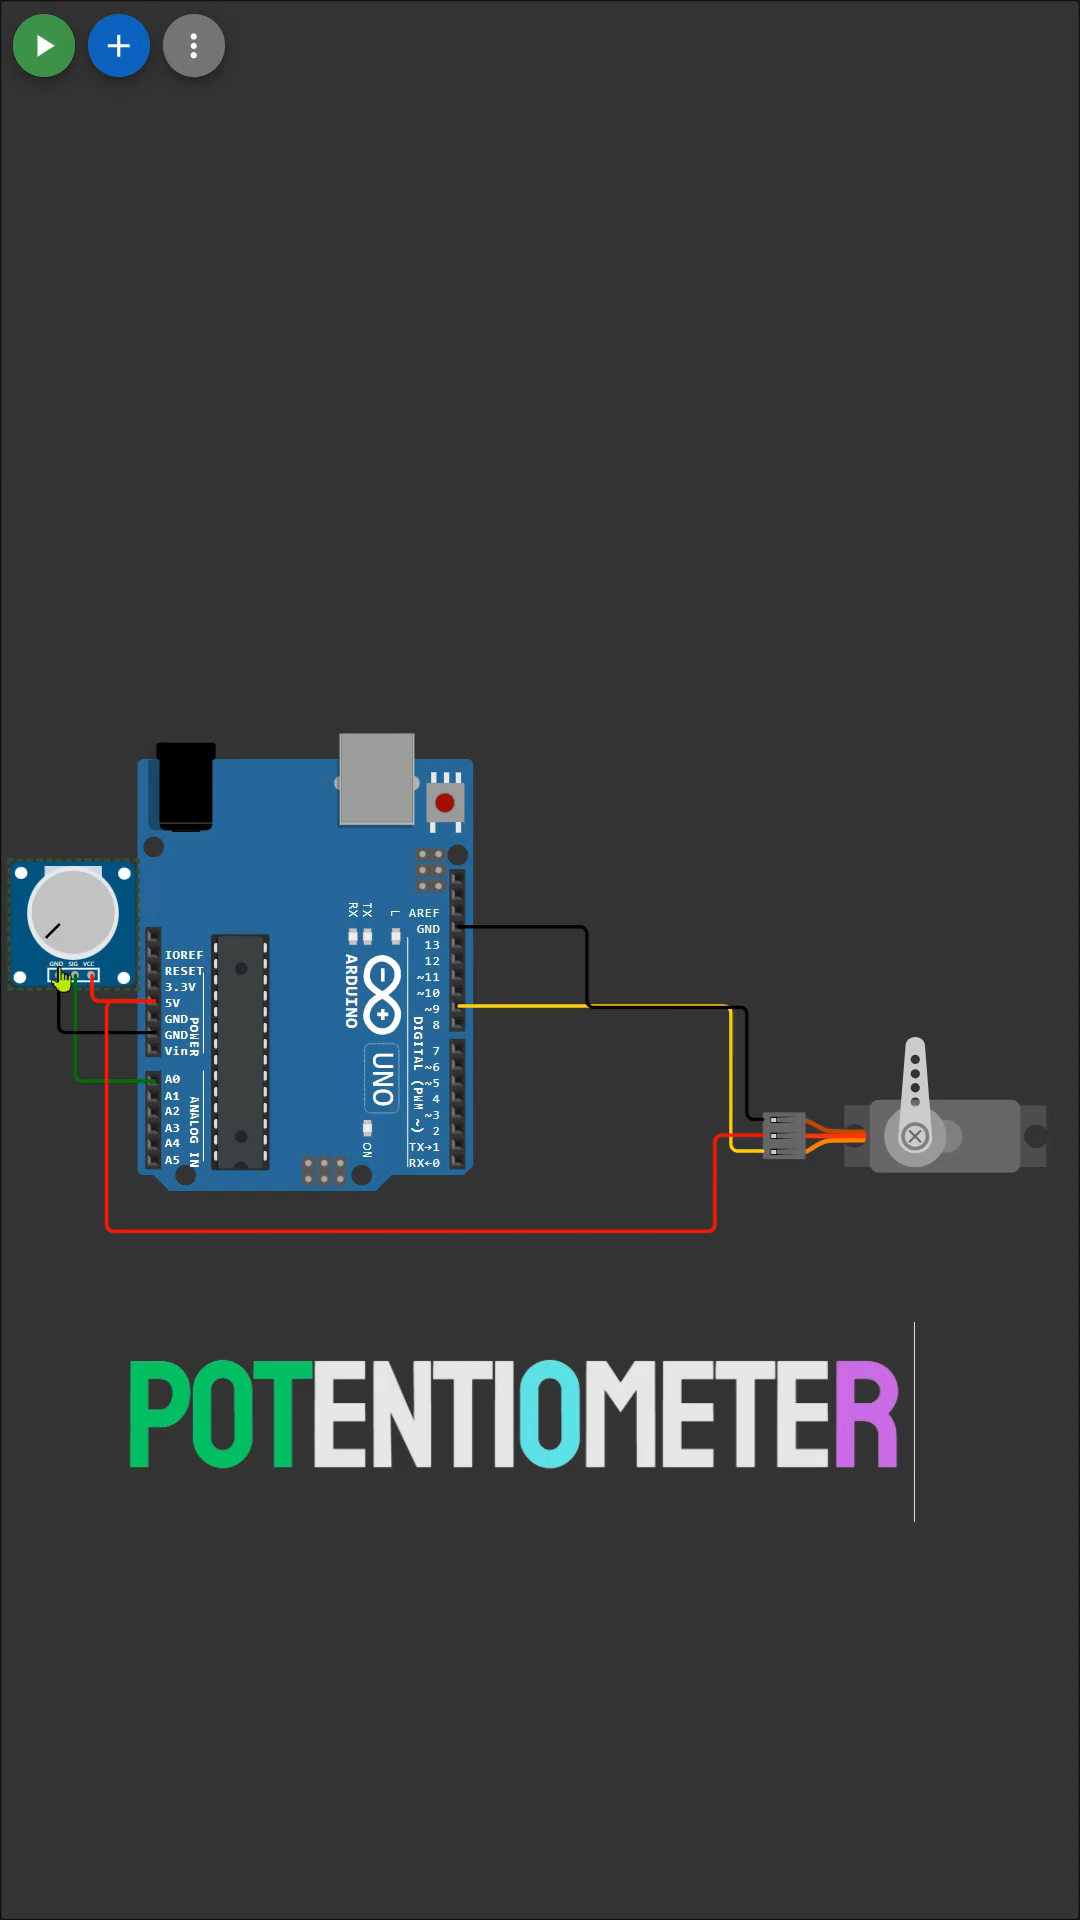 GND SIG VCC
IOREF
RESET
3.3V
5V
GND
GND
Vin
POWER
A0
A1
A2
A3
A4
A5
ANALOG IN
RX
TX
L
ARDUINO
UNO
ON
AREF
GND
13
12
~11
~10
~9
8
7
~6
~5
4
~3
2
TX→1
RX←0
DIGITAL (PWM ~)
POTENTIOMETER